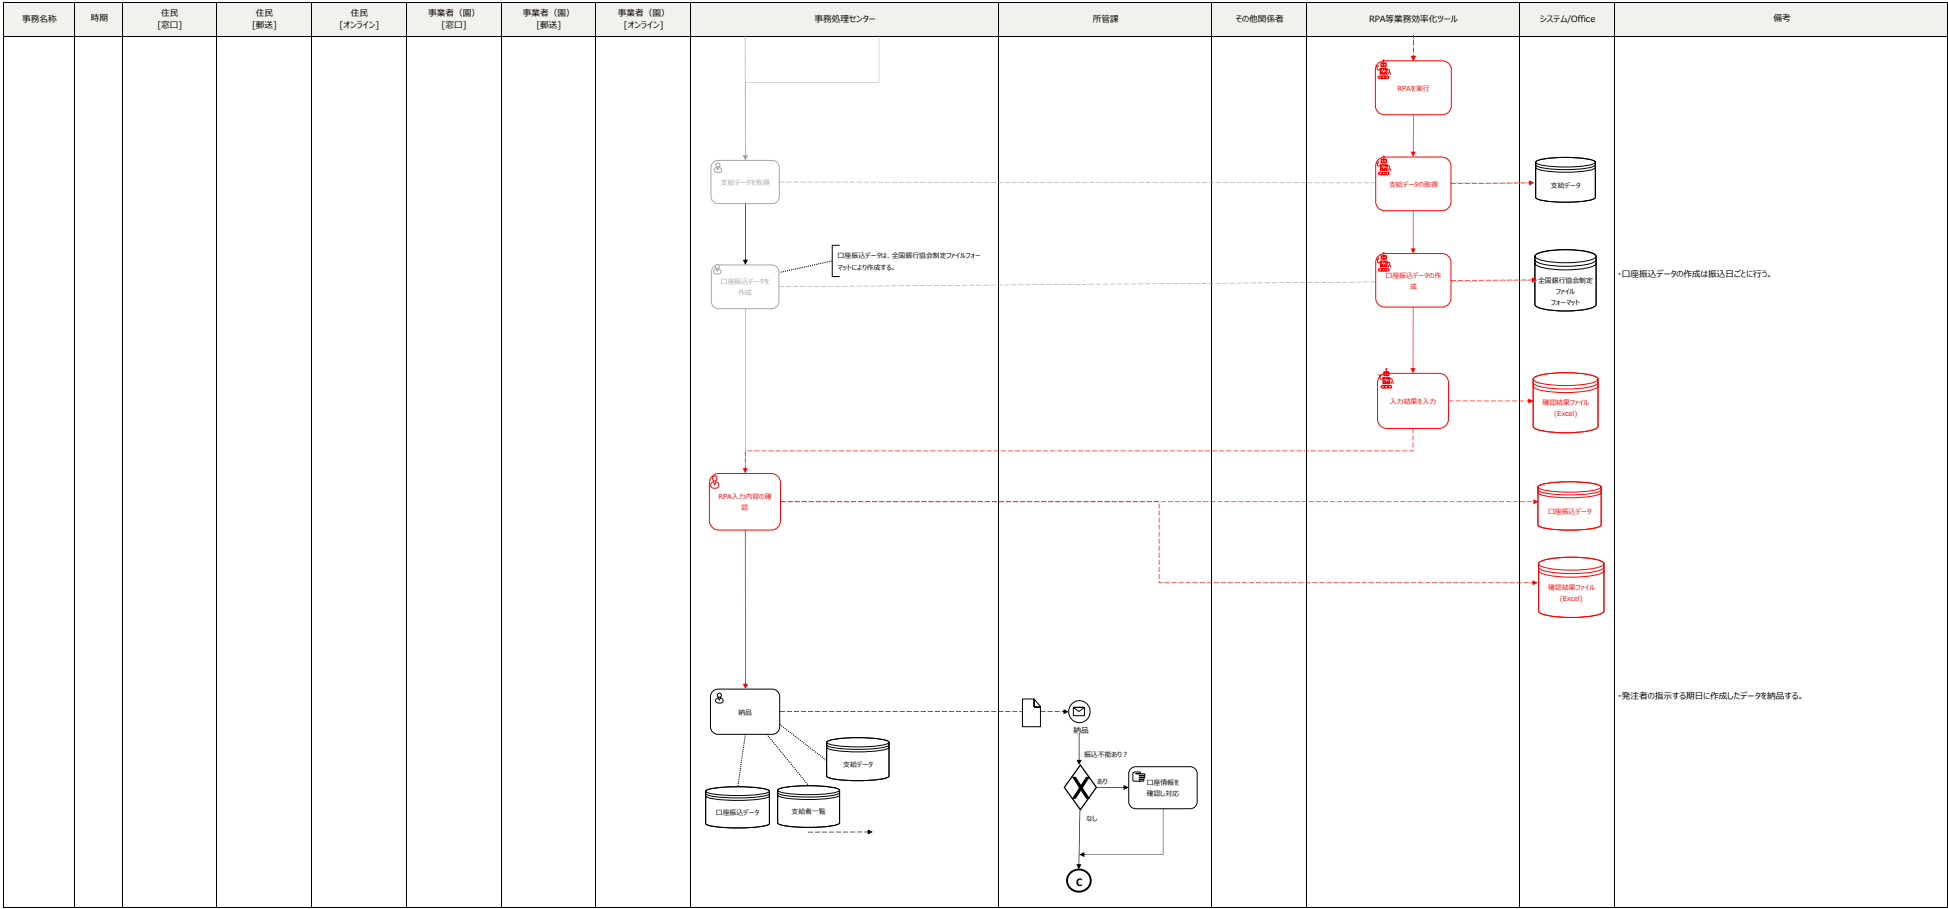 事務名称
時期
住民
[窓口]
住民
[郵送]
住民
[オンライン]
事業者（園）
[窓口]
事業者（園）
[郵送]
事業者（園）
[オンライン]
事務処理センター
所管課
その他関係者
RPA等業務効率化ツール
システム/Office
備考
RPAを実行
支給データを取得
支給データの取得
支給データ
口座振込データは、全国銀行協会制定ファイルフォー
マットにより作成する。
口座振込データを
作成
口座振込データの作
成
全国銀行協会制定
ファイル
フォーマット
・口座振込データの作成は振込日ごとに行う。
入力結果を入力
確認結果ファイル
(Excel)
RPA入力内容の確
認
口座振込データ
確認結果ファイル
(Excel)
納品
納品
・発注者の指示する期日に作成したデータを納品する。
振込不能あり？
支給データ
あり
口座情報を
確認し対応
口座振込データ
支給者一覧
なし
C